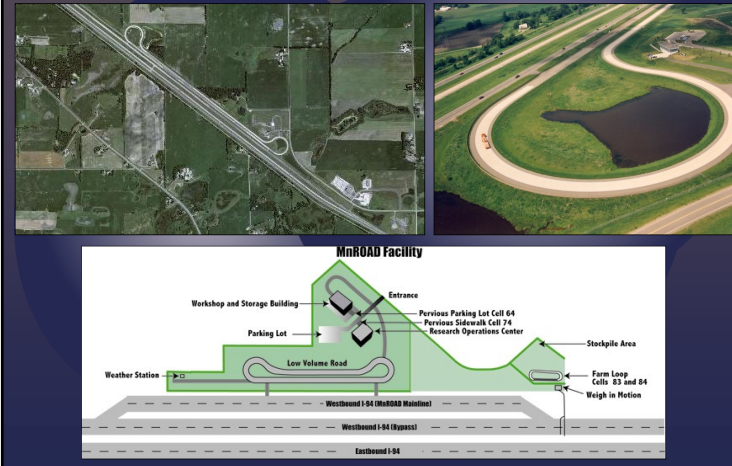 MnROAD Facility
Entrance
Workshop and Storage Building
Pervious Parking Lot Cell 64
Pervious Sidewalk Cell 74
Research Operations Center
Parking Lot
Stockpile Area
Low Volume Road
Weather Station
Farm Loop
Cells 83 and 84
Weigh in Motion
Westbound I-94 (MnROAD Mainline)
Westbound I-94 (Bypass)
Eastbound I-94